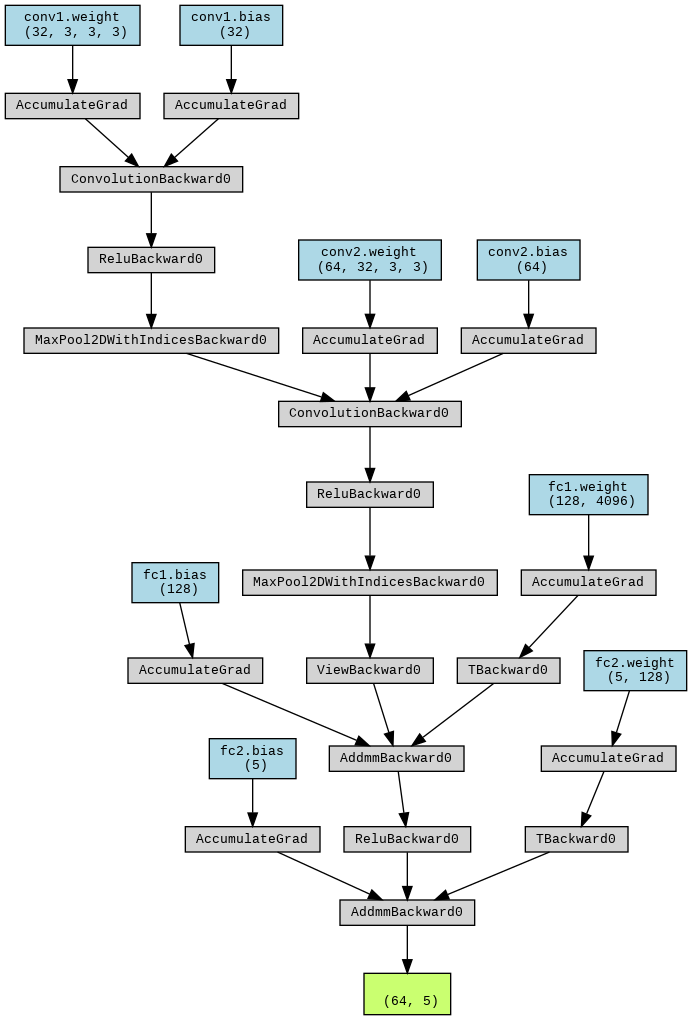 conv1.weight
(32, 3, 3, 3)
conv1.bias
(32)
AccumulateGrad
AccumulateGrad
ConvolutionBackward0
ReluBackward0
conv2.weight
(64, 32, 3, 3)
conv2.bias
(64)
MaxPool2DWithIndicesBackward0
AccumulateGrad
AccumulateGrad
ConvolutionBackward0
ReluBackward0
fc1.weight
(128, 4096)
fc1.bias
(128)
MaxPool2DWithIndicesBackward0
AccumulateGrad
AccumulateGrad
ViewBackward0
TBackward0
fc2.weight
(5, 128)
fc2.bias
(5)
AddmmBackward0
AccumulateGrad
AccumulateGrad
ReluBackward0
TBackward0
AddmmBackward0
(64, 5)